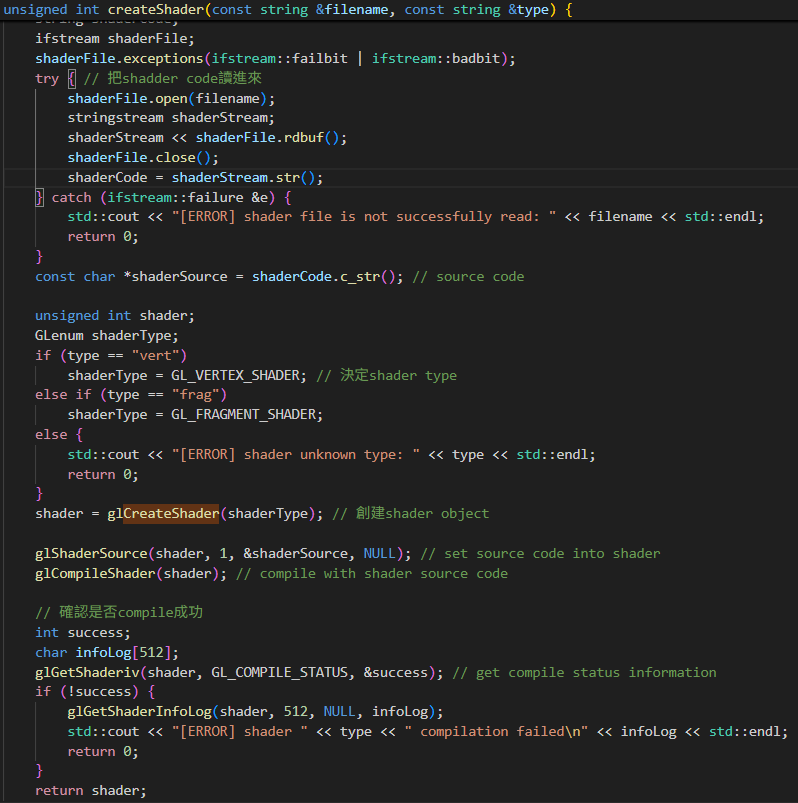 unsigned int createShader(const string &filename, const string &type) {
    string shaderCode;
    ifstream shaderFile;
    shaderFile.exceptions(ifstream::failbit | ifstream::badbit);
    try { // 把shadder code讀進來
        shaderFile.open(filename);
        stringstream shaderStream;
        shaderStream << shaderFile.rdbuf();
        shaderFile.close();
        shaderCode = shaderStream.str();
    } catch (ifstream::failure &e) {
        std::cout << "[ERROR] shader file is not successfully read: " << filename << std::endl;
        return 0;
    }
    const char *shaderSource = shaderCode.c_str(); // source code

    unsigned int shader;
    GLenum shaderType;
    if (type == "vert")
        shaderType = GL_VERTEX_SHADER; // 決定shader type
    else if (type == "frag")
        shaderType = GL_FRAGMENT_SHADER;
    else {
        std::cout << "[ERROR] shader unknown type: " << type << std::endl;
        return 0;
    }
    shader = glCreateShader(shaderType); // 創建shader object

    glShaderSource(shader, 1, &shaderSource, NULL); // set source code into shader
    glCompileShader(shader); // compile with shader source code

    // 確認是否compile成功
    int success;
    char infoLog[512];
    glGetShaderiv(shader, GL_COMPILE_STATUS, &success); // get compile status information
    if (!success) {
        glGetShaderInfoLog(shader, 512, NULL, infoLog);
        std::cout << "[ERROR] shader " << type << " compilation failed\n" << infoLog << std::endl;
        return 0;
    }
    return shader;